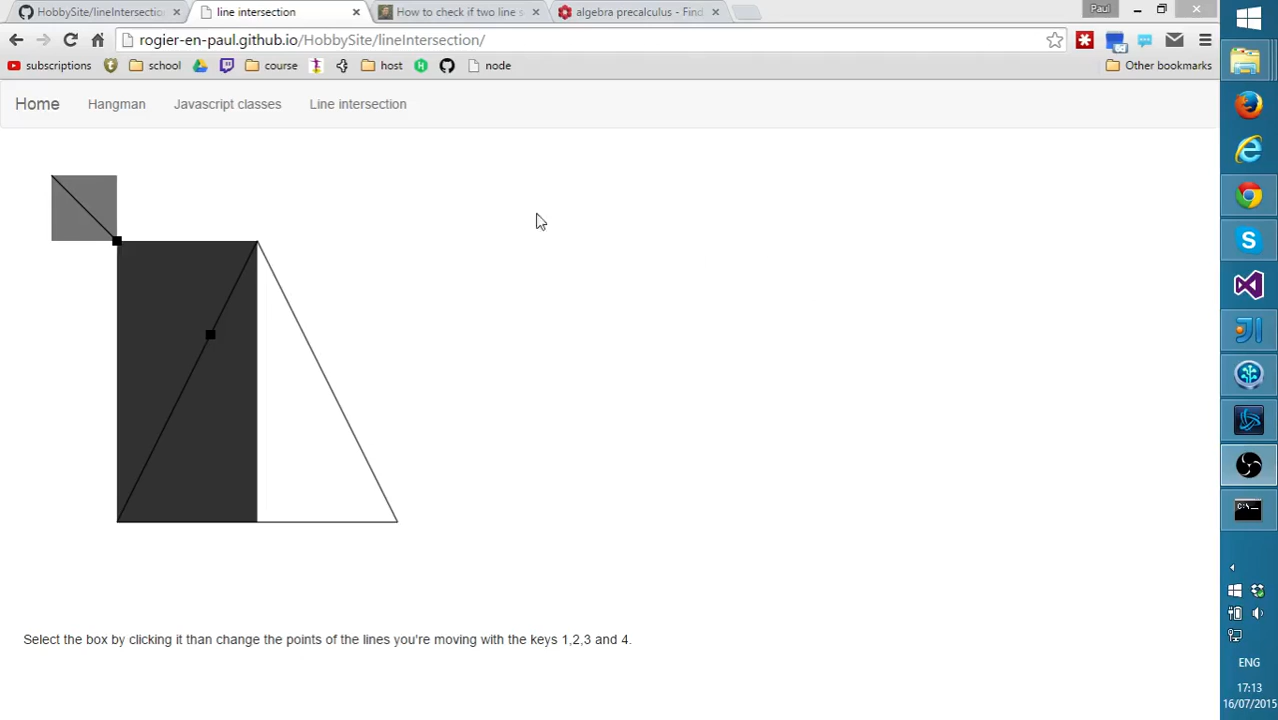 HobbySite/lineIntersection
line intersection
How to check if two line s
algebra precalculus - Find
Paul
rogier-en-paul.github.io/HobbySite/lineIntersection/
subscriptions
school
course
host
node
Other bookmarks
Home
Hangman
Javascript classes
Line intersection
Select the box by clicking it than change the points of the lines you're moving with the keys 1,2,3 and 4.
ENG
17:13
16/07/2015